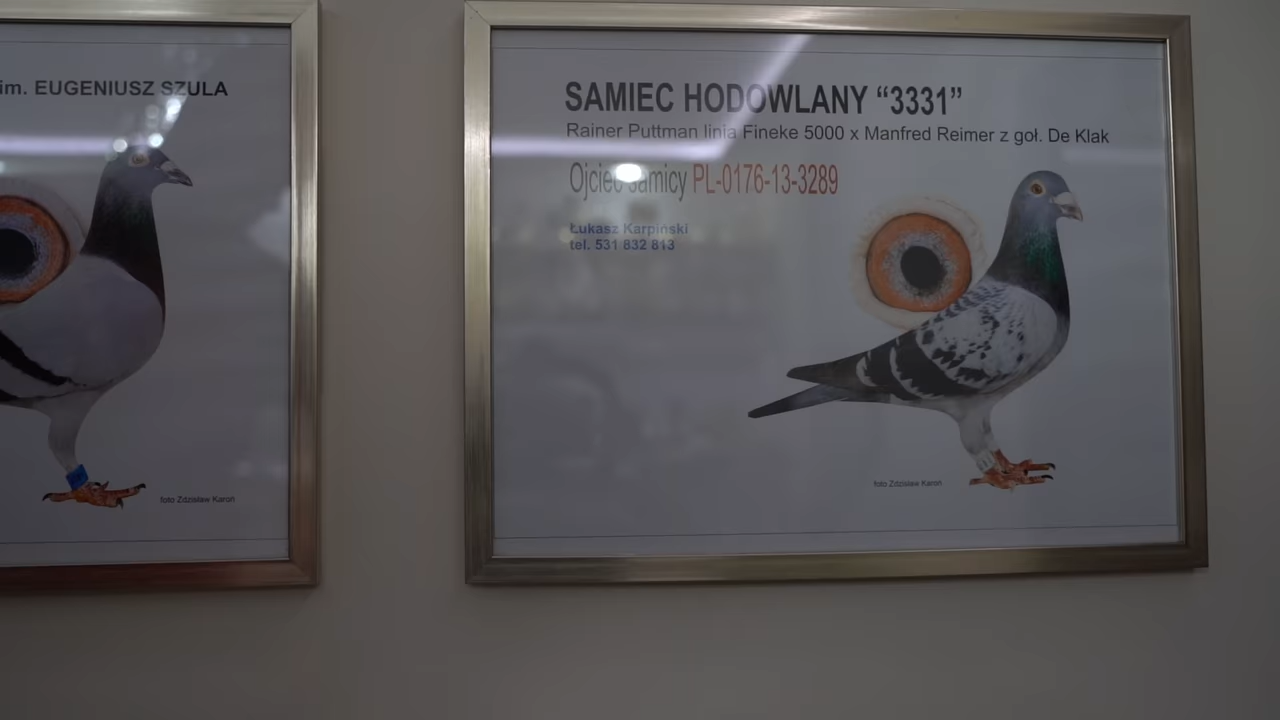 im. EUGENIUSZ SZULA
foto Zdzisław Karoń
SAMIEC HODOWLANY “3331”
Rainer Puttman linia Fineke 5000 x Manfred Reimer z goł. De Klak
Ojciec samicy PL-0176-13-3289
Łukasz Karpiński
tel. 531 832 813
foto Zdzisław Karoń